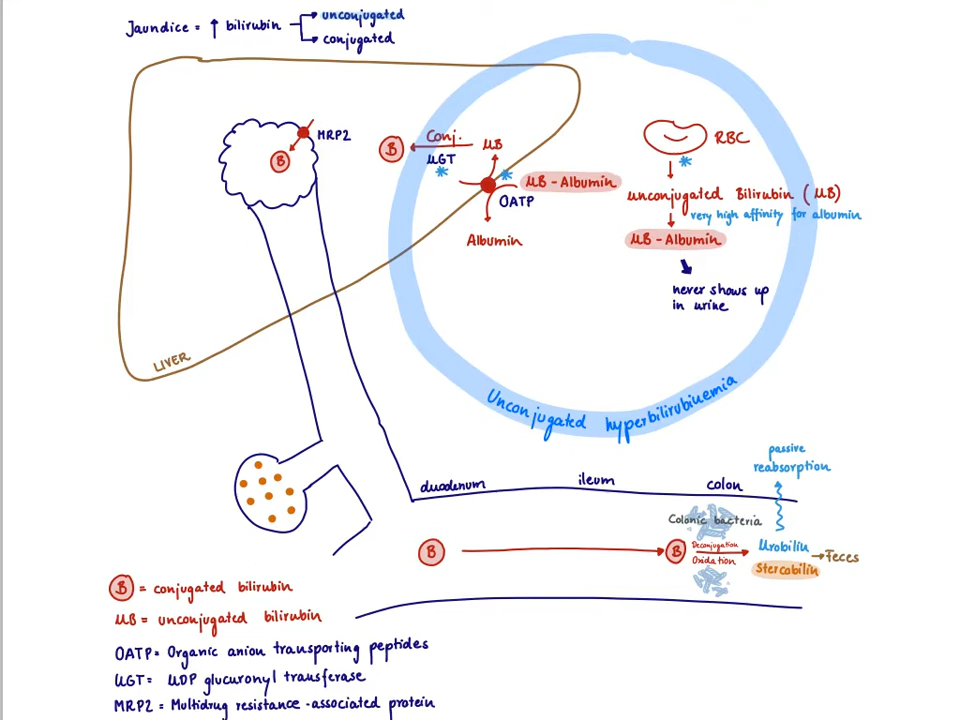 Jaundice = ↑ bilirubin
unconjugated
conjugated
MRP2
B
B
Conj.
UGT
*
UB
*
UB - Albumin
OATP
Albumin
RBC
*
unconjugated Bilirubin (UB)
very high affinity for albumin
UB - Albumin
never shows up
in urine
LIVER
Unconjugated hyperbilirubinemia
passive
reabsorption
duodenum
ileum
colon
Colonic bacteria
B
B
Deconjugation
Oxidation
Urobilin
Stercobilin
Feces
B = conjugated bilirubin
UB = unconjugated bilirubin
OATP = Organic anion transporting peptides
UGT = UDP glucuronyl transferase
MRP2 = Multidrug resistance-associated protein